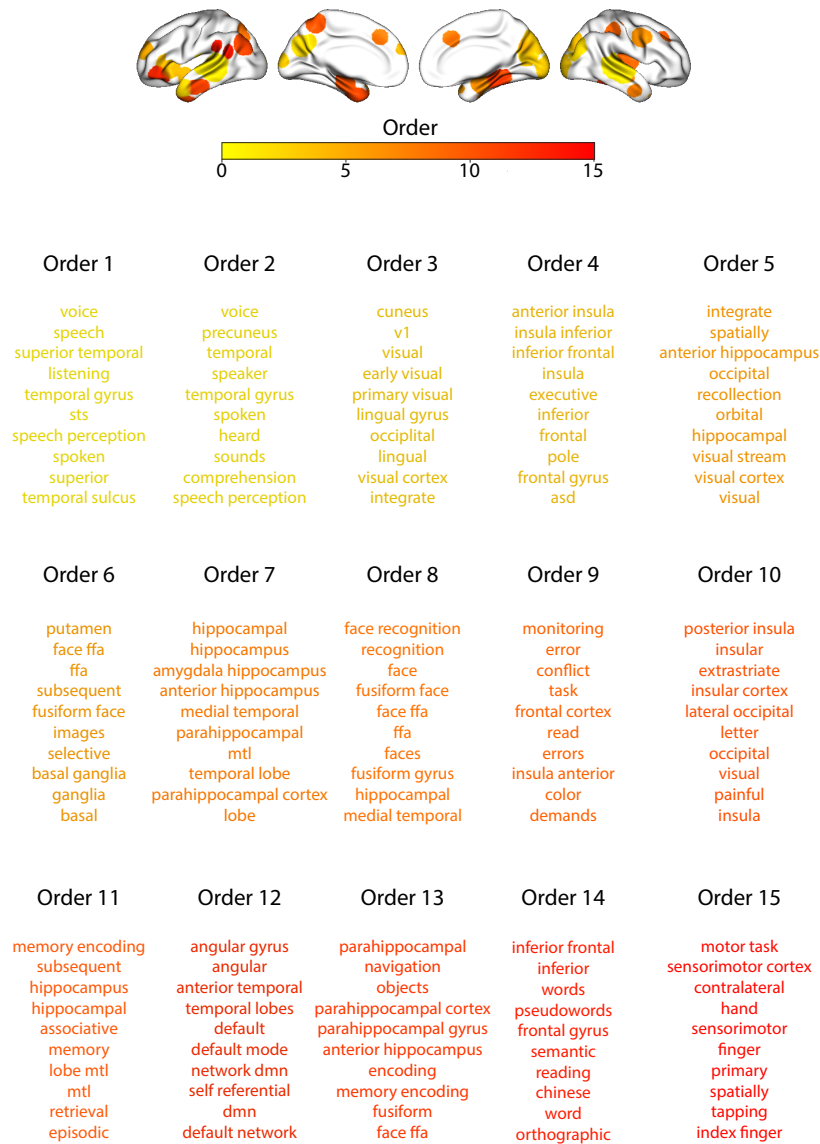 Order
0 5 10 15
Order 1
voice
speech
superior temporal
listening
temporal gyrus
sts
speech perception
spoken
superior
temporal sulcus
Order 2
voice
precuneus
temporal
speaker
temporal gyrus
spoken
heard
sounds
comprehension
speech perception
Order 3
cuneus
v1
visual
early visual
primary visual
lingual gyrus
occiplital
lingual
visual cortex
integrate
Order 4
anterior insula
insula inferior
inferior frontal
insula
executive
inferior
frontal
pole
frontal gyrus
asd
Order 5
integrate
spatially
anterior hippocampus
occipital
recollection
orbital
hippocampal
visual stream
visual cortex
visual
Order 6
putamen
face ffa
ffa
subsequent
fusiform face
images
selective
basal ganglia
ganglia
basal
Order 7
hippocampal
hippocampus
amygdala hippocampus
anterior hippocampus
medial temporal
parahippocampal
mtl
temporal lobe
parahippocampal cortex
lobe
Order 8
face recognition
recognition
face
fusiform face
face ffa
ffa
faces
fusiform gyrus
hippocampal
medial temporal
Order 9
monitoring
error
conflict
task
frontal cortex
read
errors
insula anterior
color
demands
Order 10
posterior insula
insular
extrastriate
insular cortex
lateral occipital
letter
occipital
visual
painful
insula
Order 11
memory encoding
subsequent
hippocampus
hippocampal
associative
memory
lobe mtl
mtl
retrieval
episodic
Order 12
angular gyrus
angular
anterior temporal
temporal lobes
default
default mode
network dmn
self referential
dmn
default network
Order 13
parahippocampal
navigation
objects
parahippocampal cortex
parahippocampal gyrus
anterior hippocampus
encoding
memory encoding
fusiform
face ffa
Order 14
inferior frontal
inferior
words
pseudowords
frontal gyrus
semantic
reading
chinese
word
orthographic
Order 15
motor task
sensorimotor cortex
contralateral
hand
sensorimotor
finger
primary
spatially
tapping
index finger